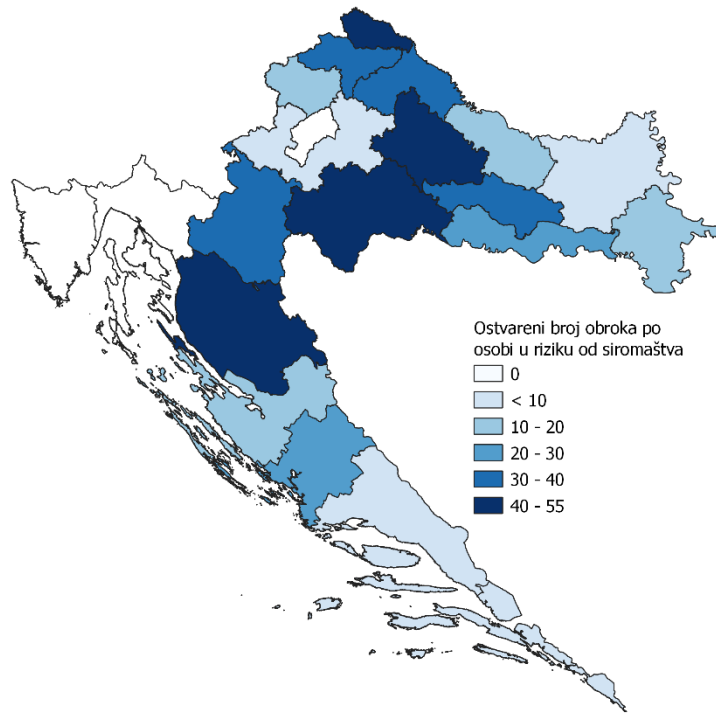 Ostvareni broj obroka po
osobi u riziku od siromaštva
0
< 10
10 - 20
20 - 30
30 - 40
40 - 55